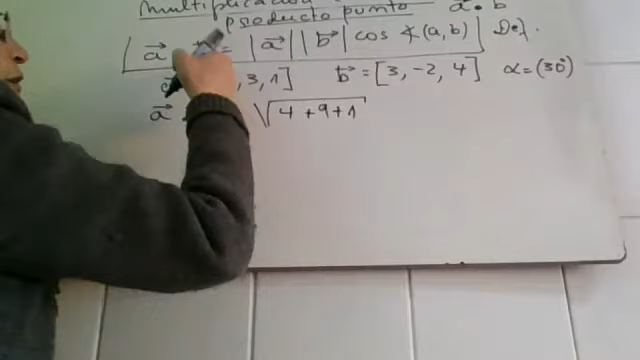 Multiplicación
producto punto a⃗ • b⃗
= |a⃗| |b⃗| cos ∢(a, b) Def.
, 3, 1] b⃗ = [3, -2, 4] α = (30°)
a⃗ √4+9+1